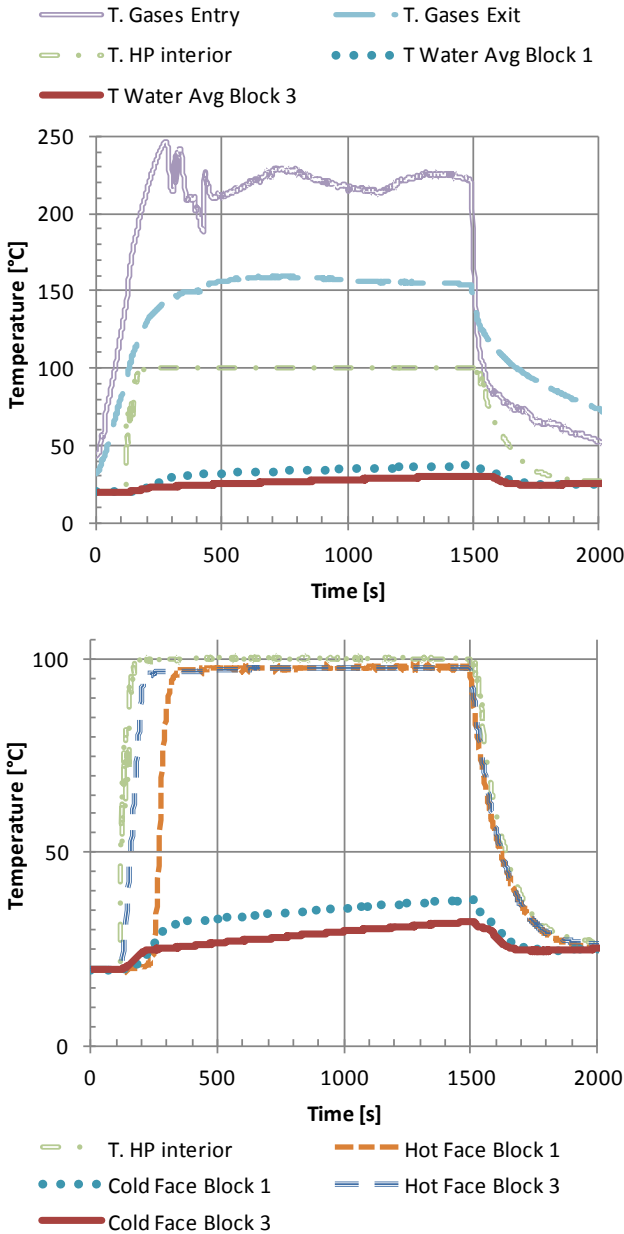 T. Gases Entry T. Gases Exit
T. HP interior T Water Avg Block 1
T Water Avg Block 3
250
200
150
100
50
0
Temperature [°C]
0 500 1000 1500 2000
Time [s]
100
50
0
Temperature [°C]
0 500 1000 1500 2000
Time [s]
T. HP interior Hot Face Block 1
Cold Face Block 1 Hot Face Block 3
Cold Face Block 3